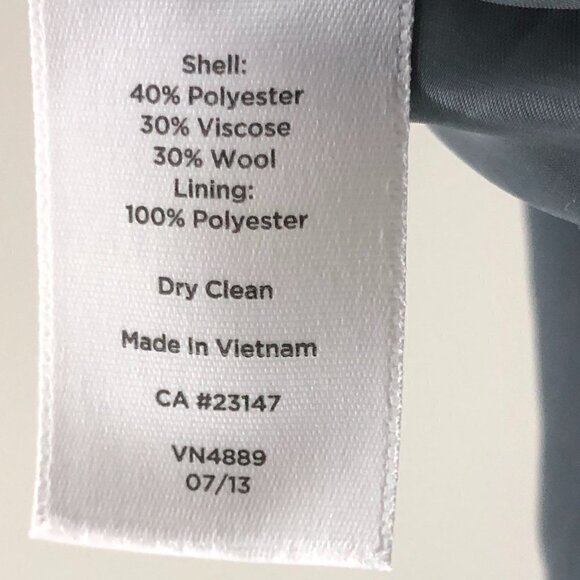 Shell:
40% Polyester
30% Viscose
30% Wool
Lining:
100% Polyester
Dry Clean
Made In Vietnam
CA #23147
VN4889
07/13